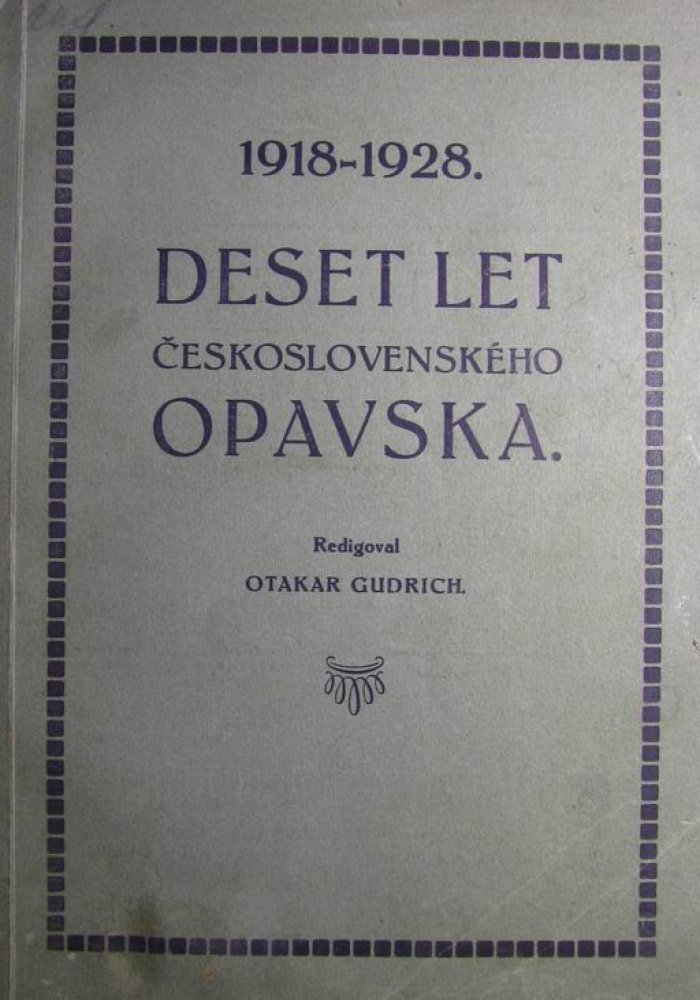 1918-1928.
DESET LET
ČESKOSLOVENSKÉHO
OPAVSKA.
Redigoval
OTAKAR GUDRICH.